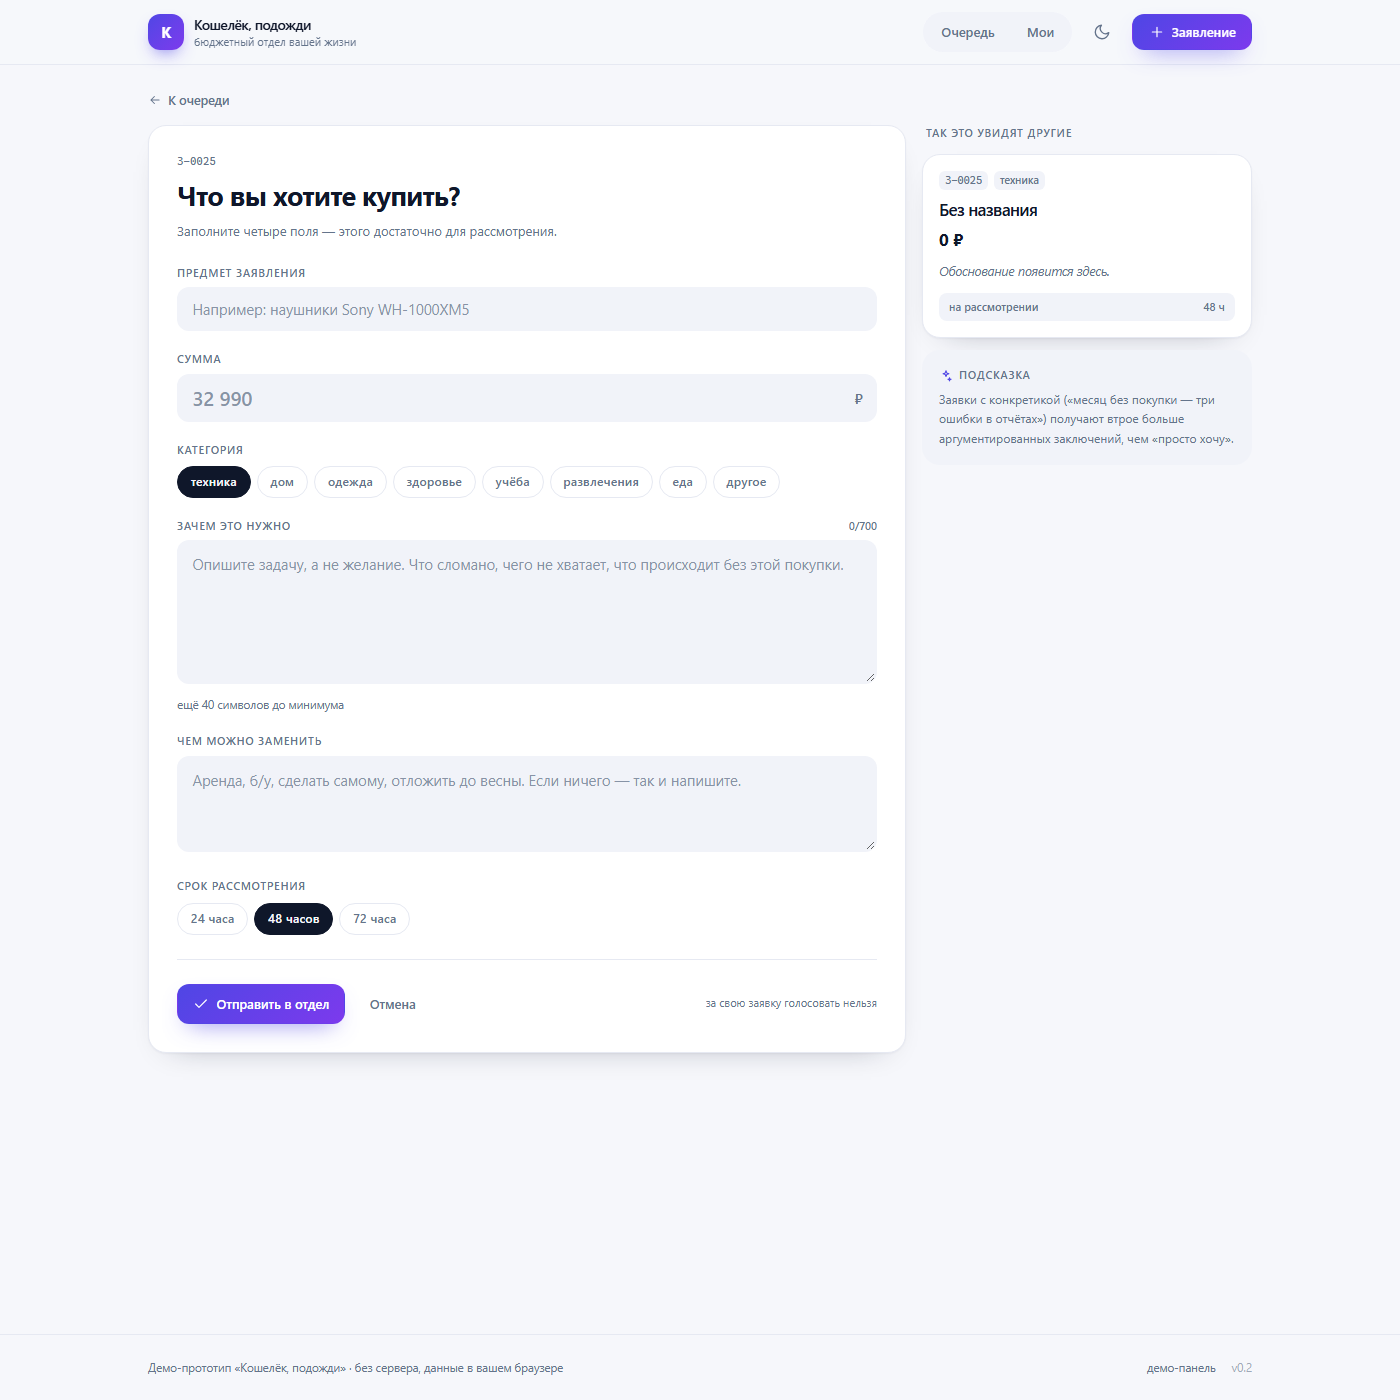 К
Кошелёк, подожди
бюджетный отдел вашей жизни
Очередь
Мои
Заявление
К очереди
З-0025
Что вы хотите купить?
Заполните четыре поля — этого достаточно для рассмотрения.
ПРЕДМЕТ ЗАЯВЛЕНИЯ
Например: наушники Sony WH-1000XM5
СУММА
32 990 ₽
КАТЕГОРИЯ
техника
дом
одежда
здоровье
учёба
развлечения
еда
другое
ЗАЧЕМ ЭТО НУЖНО 0/700
Опишите задачу, а не желание. Что сломано, чего не хватает, что происходит без этой покупки.
ещё 40 символов до минимума
ЧЕМ МОЖНО ЗАМЕНИТЬ
Аренда, б/у, сделать самому, отложить до весны. Если ничего — так и напишите.
СРОК РАССМОТРЕНИЯ
24 часа
48 часов
72 часа
Отправить в отдел
Отмена
за свою заявку голосовать нельзя
ТАК ЭТО УВИДЯТ ДРУГИЕ
З-0025 техника
Без названия
0 ₽
Обоснование появится здесь.
на рассмотрении 48 ч
ПОДСКАЗКА
Заявки с конкретикой («месяц без покупки — три
ошибки в отчётах») получают втрое больше
аргументированных заключений, чем «просто хочу».
Демо-прототип «Кошелёк, подожди» · без сервера, данные в вашем браузере
демо-панель v0.2